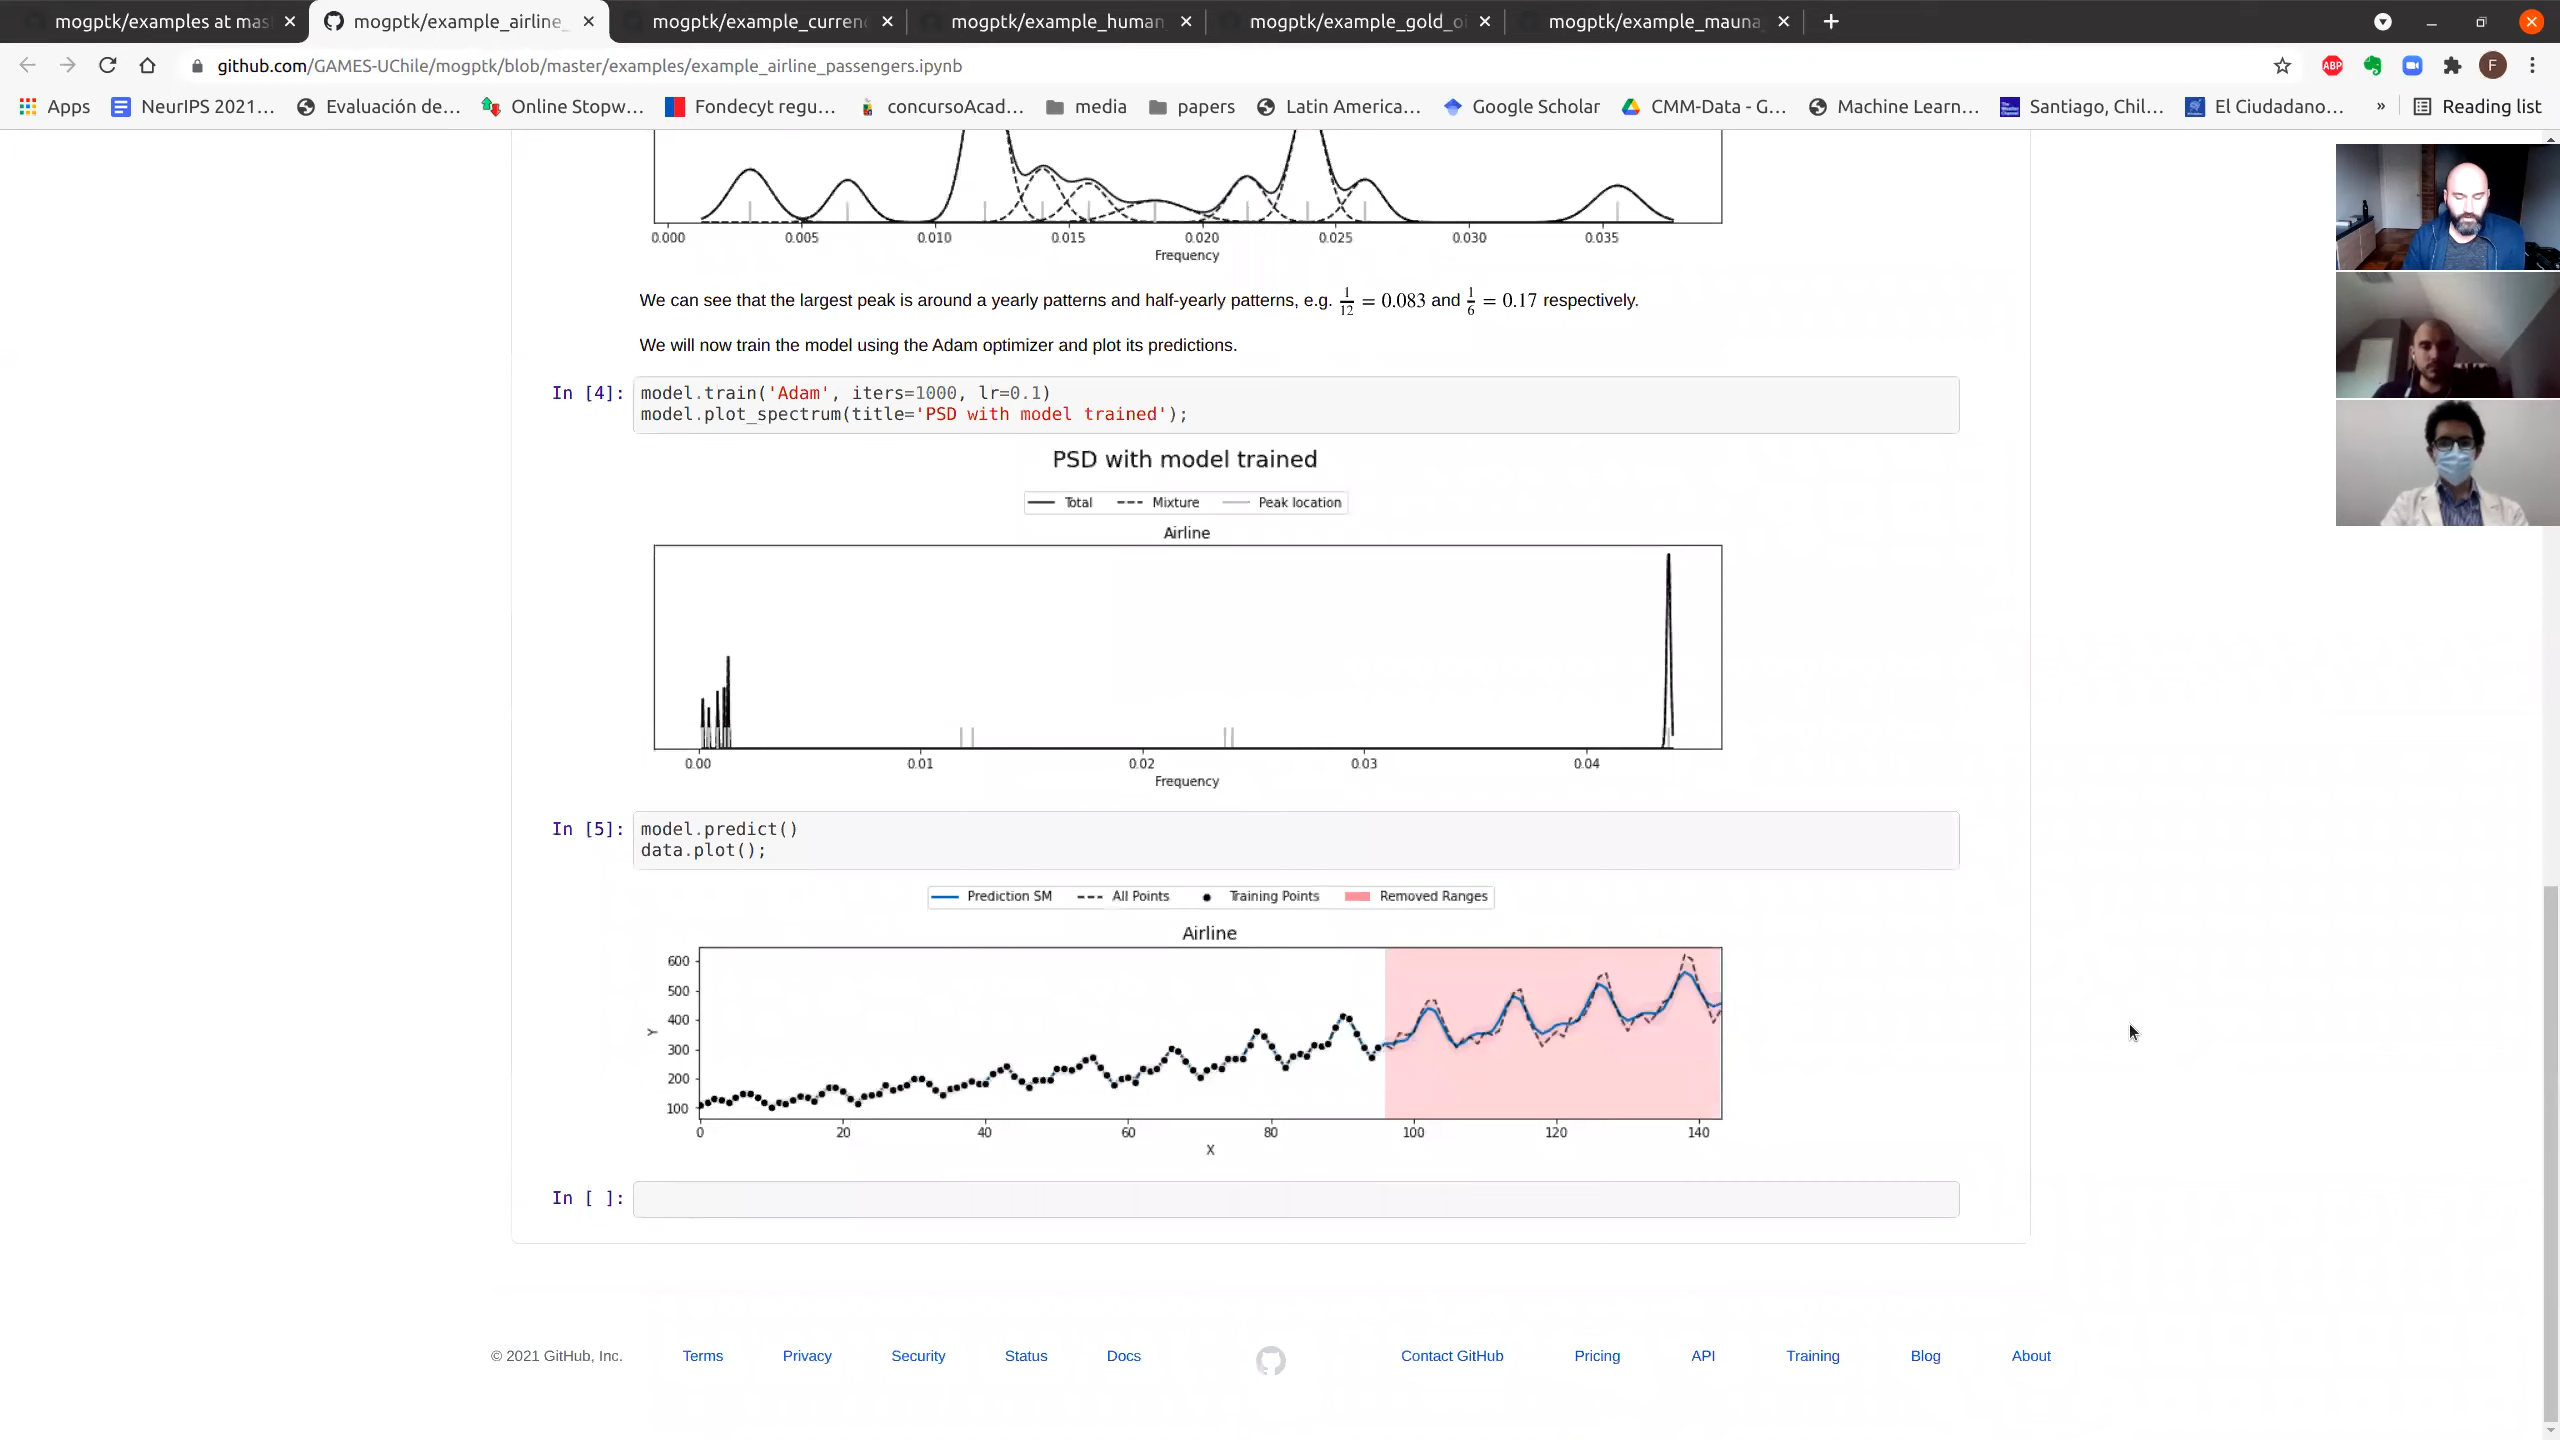 mogptk/examples at mas
mogptk/example_airline_
mogptk/example_curren
mogptk/example_human
mogptk/example_gold_oi
mogptk/example_mauna
github.com/GAMES-UChile/mogptk/blob/master/examples/example_airline_passengers.ipynb
ABP
F
Apps
NeurIPS 2021…
Evaluación de…
Online Stopw…
Fondecyt regu…
concursoAcad…
media
papers
Latin America…
Google Scholar
CMM-Data - G…
Machine Learn…
Santiago, Chil…
El Ciudadano…
»
Reading list
0.000 0.005 0.010 0.015 0.020 0.025 0.030 0.035
Frequency
We can see that the largest peak is around a yearly patterns and half-yearly patterns, e.g. 1/12 = 0.083 and 1/6 = 0.17 respectively.
We will now train the model using the Adam optimizer and plot its predictions.
In [4]: model.train('Adam', iters=1000, lr=0.1)
model.plot_spectrum(title='PSD with model trained');
PSD with model trained
Total Mixture Peak location
Airline
0.00 0.01 0.02 0.03 0.04
Frequency
In [5]: model.predict()
data.plot();
Prediction SM All Points Training Points Removed Ranges
Airline
600
500
400
300
200
100
Y
0 20 40 60 80 100 120 140
X
In [ ]:
© 2021 GitHub, Inc. Terms Privacy Security Status Docs Contact GitHub Pricing API Training Blog About